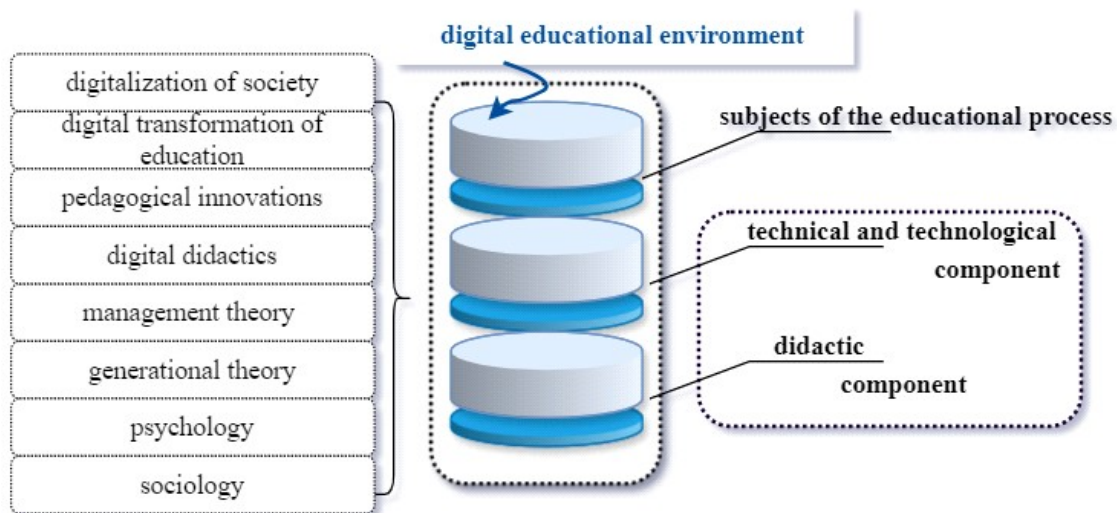 digital educational environment
digitalization of society
digital transformation of
education
pedagogical innovations
digital didactics
management theory
generational theory
psychology
sociology
subjects of the educational process
technical and technological
component
didactic
component